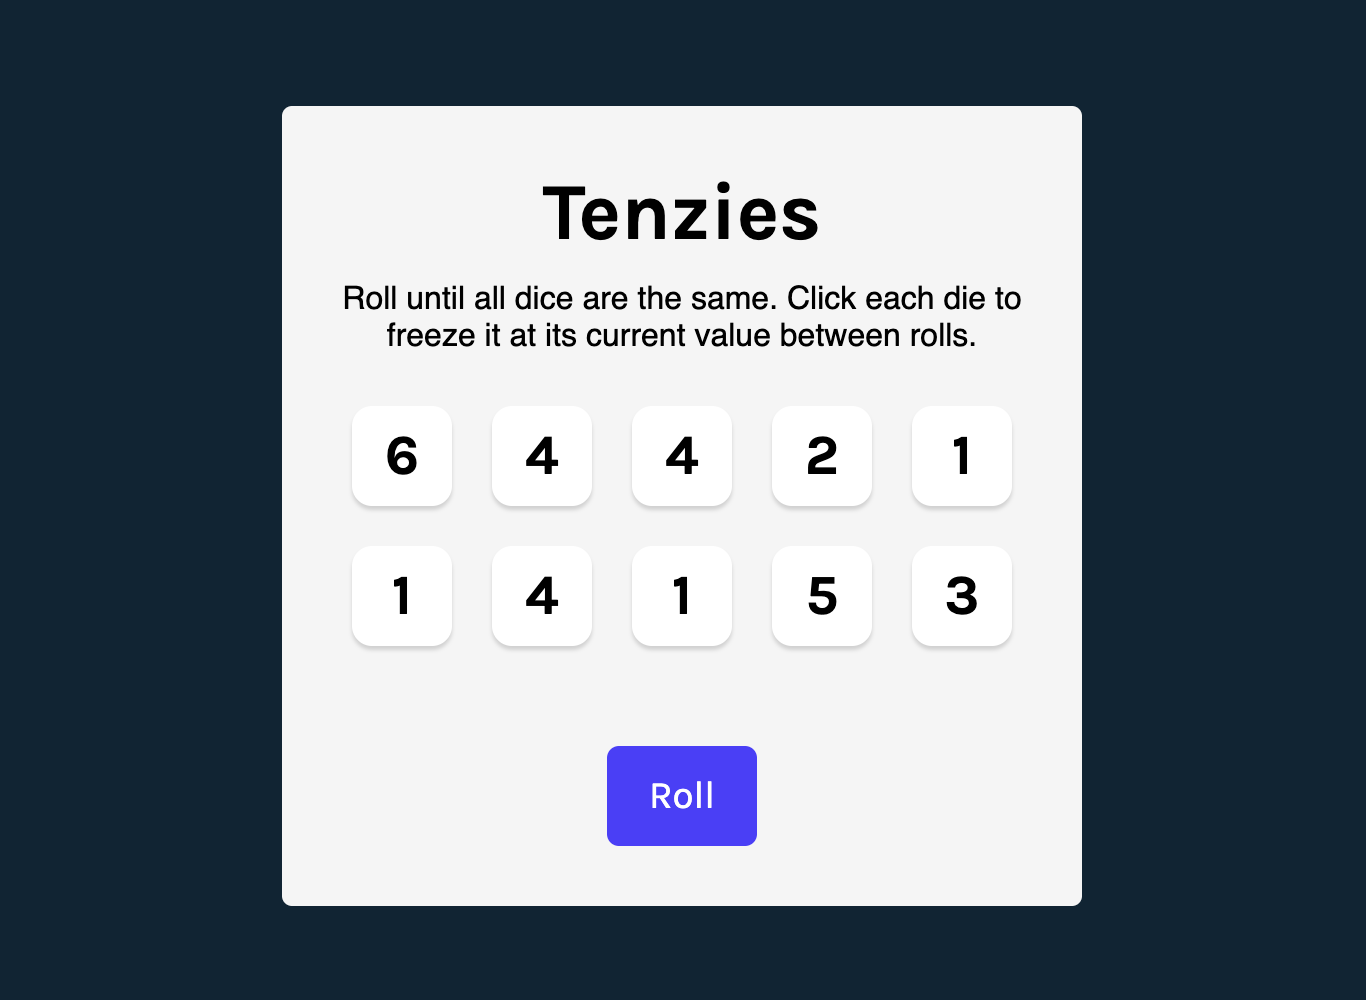 Tenzies
Roll until all dice are the same. Click each die to
freeze it at its current value between rolls.
6 4 4 2 1
1 4 1 5 3
Roll